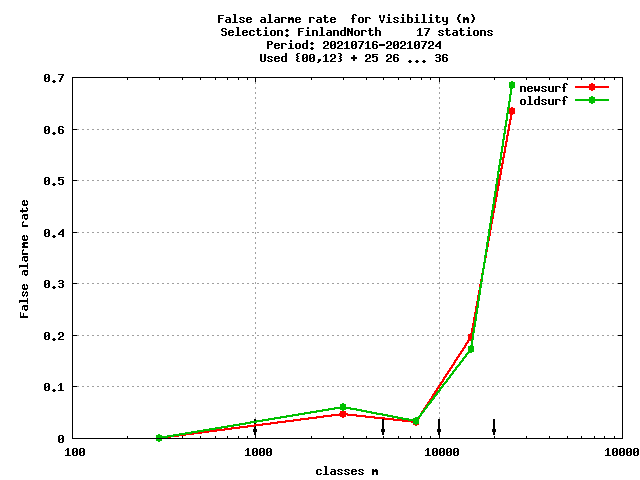 False alarme rate  for Visibility (m)
Selection: FinlandNorth     17 stations
Period: 20210716-20210724
Used {00,12} + 25 26 ... 36
newsurf
oldsurf
False alarme rate
0.7
0.6
0.5
0.4
0.3
0.2
0.1
0
100
1000
10000
10000
classes m